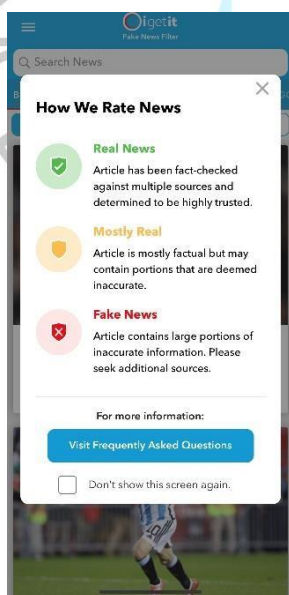 igetit
Fake News Filter
Search News
How We Rate News
Real News
Article has been fact-checked
against multiple sources and
determined to be highly trusted.
Mostly Real
Article is mostly factual but may
contain portions that are deemed
inaccurate.
Fake News
Article contains large portions of
inaccurate information. Please
seek additional sources.
For more information:
Visit Frequently Asked Questions
Don't show this screen again.